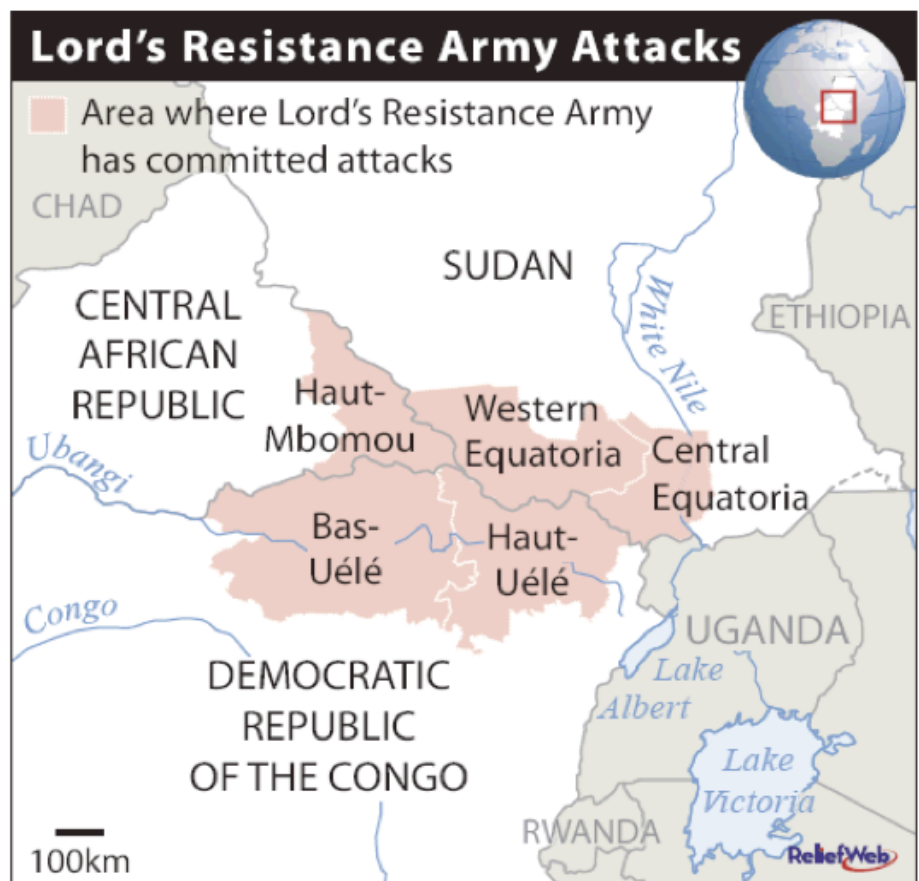 Lord's Resistance Army Attacks
Area where Lord's Resistance Army
has committed attacks
CHAD
SUDAN
CENTRAL
AFRICAN
REPUBLIC
White Nile
ETHIOPIA
Haut-
Mbomou
Western
Equatoria
Central
Equatoria
Ubangi
Bas-
Uélé
Haut-
Uélé
Congo
UGANDA
DEMOCRATIC
REPUBLIC
OF THE CONGO
Lake
Albert
Lake
Victoria
RWANDA
100km
ReliefWeb